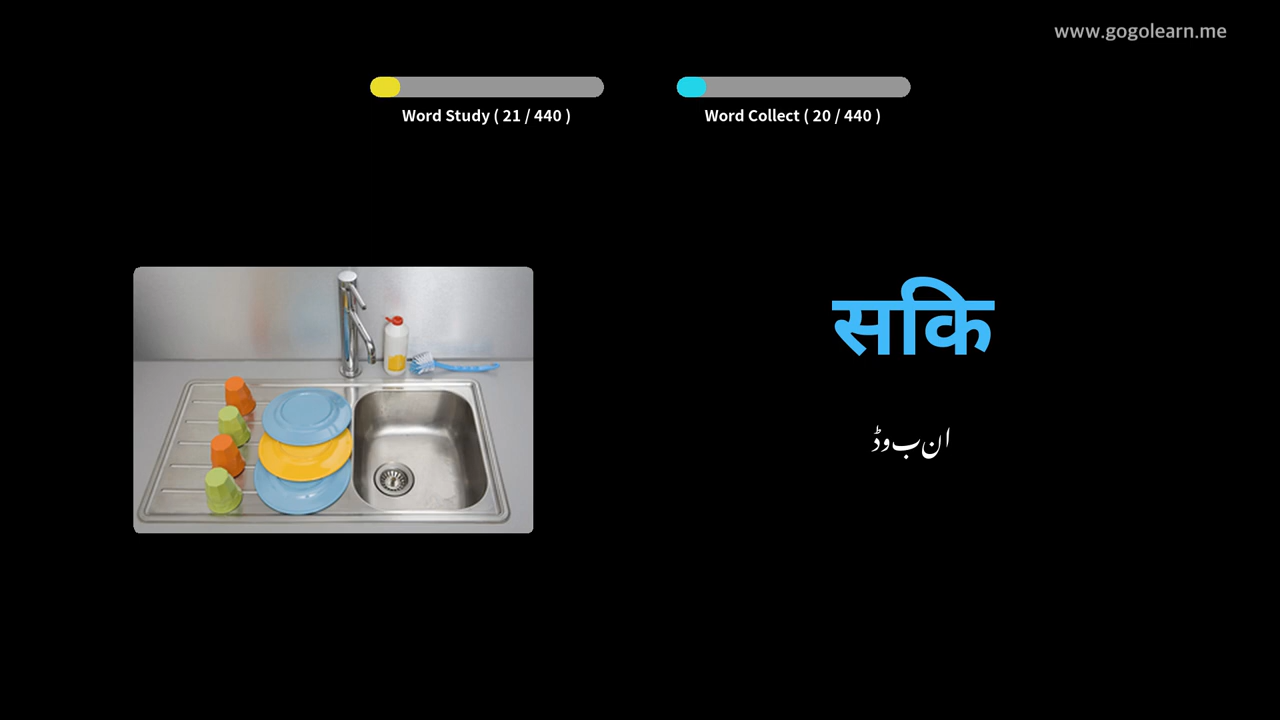 www.gogolearn.me
Word Study ( 21 / 440 )
Word Collect ( 20 / 440 )
सकि
ان ب وڈ